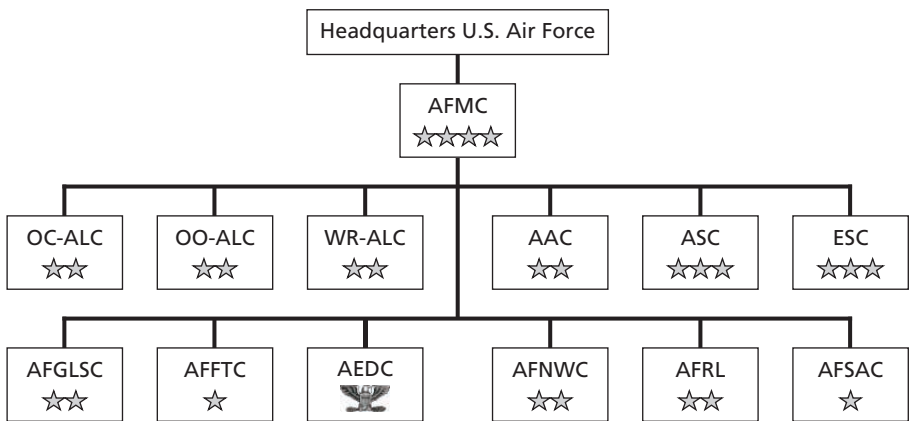 Headquarters U.S. Air Force
AFMC
OC-ALC
OO-ALC
WR-ALC
AAC
ASC
ESC
AFGLSC
AFFTC
AEDC
AFNWC
AFRL
AFSAC